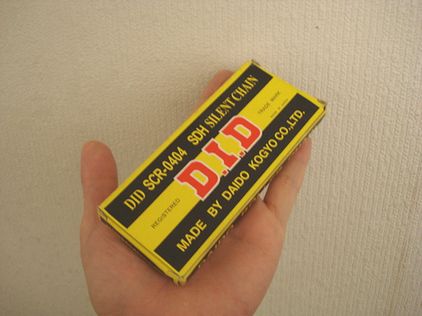 DID SCR-0404 SDH SILENT CHAIN
REGISTERED
D.I.D
TRADE MARK
MADE BY DAIDO KOGYO CO.,LTD.